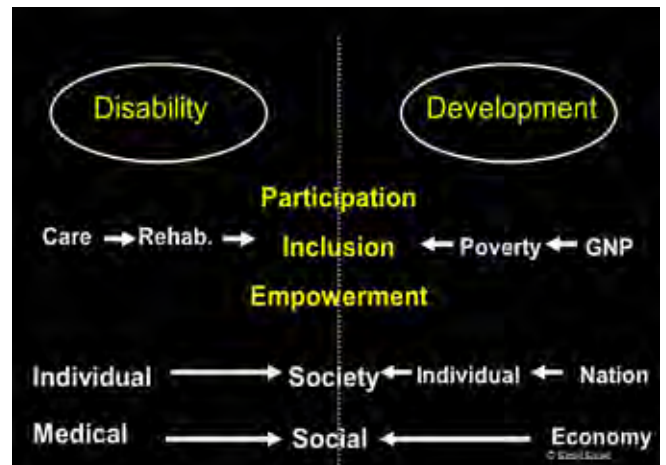 Disability Development
Participation
Care Rehab. Inclusion Poverty GNP
Empowerment
Individual Society Individual Nation
Medical Social Economy